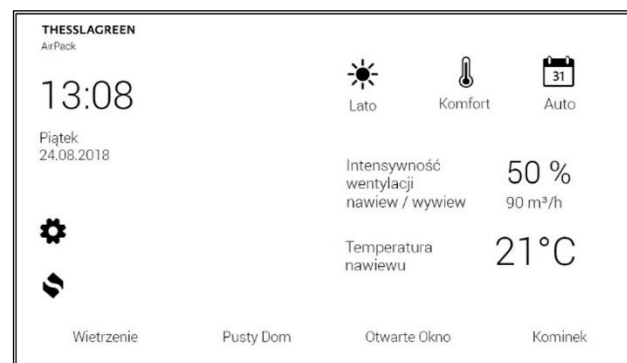 THESSLAGREEN
AirPack
13:08
Piątek
24.08.2018
Lato
Komfort
31
Auto
Intensywność
wentylacji
nawiew / wywiew
50 %
90 m³/h
Temperatura
nawiewu
21°C
Wietrzenie
Pusty Dom
Otwarte Okno
Kominek